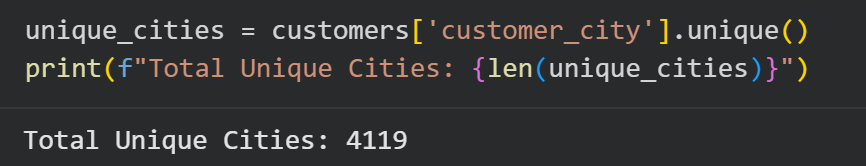 unique_cities = customers['customer_city'].unique()
print(f"Total Unique Cities: {len(unique_cities)}")
Total Unique Cities: 4119